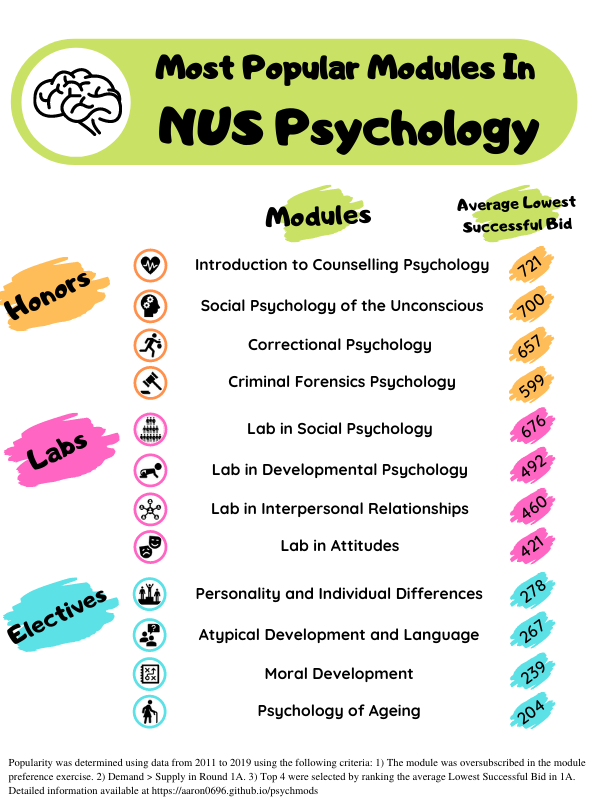 Most Popular Modules In
NUS Psychology
Modules
Average Lowest
Successful Bid
Honors
Introduction to Counselling Psychology 721
Social Psychology of the Unconscious 700
Correctional Psychology 657
Criminal Forensics Psychology 599
Labs
Lab in Social Psychology 676
Lab in Developmental Psychology 492
Lab in Interpersonal Relationships 460
Lab in Attitudes 421
Electives
Personality and Individual Differences 278
Atypical Development and Language 267
Moral Development 239
Psychology of Ageing 204
Popularity was determined using data from 2011 to 2019 using the following criteria: 1) The module was oversubscribed in the module
preference exercise. 2) Demand > Supply in Round 1A. 3) Top 4 were selected by ranking the average Lowest Successful Bid in 1A.
Detailed information available at https://aaron0696.github.io/psychmods